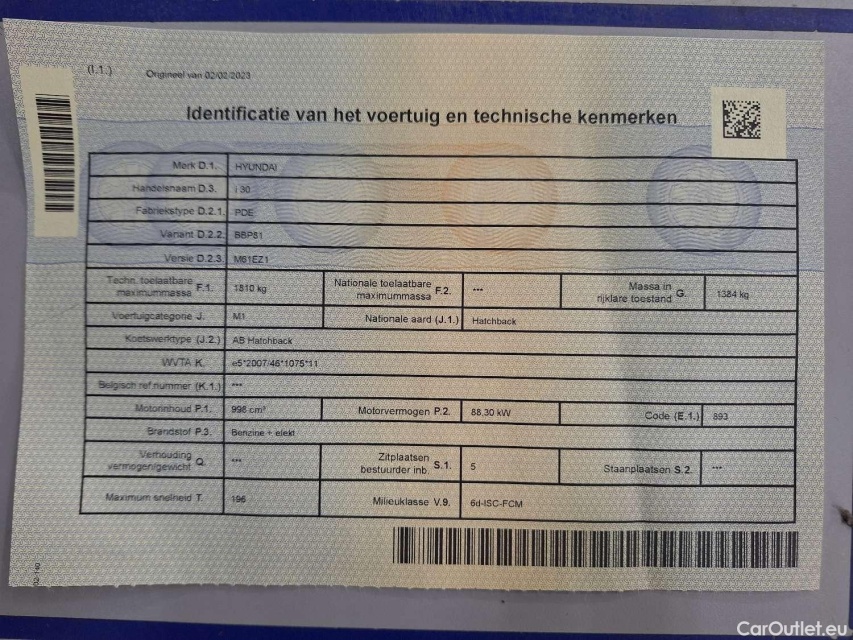 (I.1.) Origineel van 02/02/2023
Identificatie van het voertuig en technische kenmerken
Merk D.1. HYUNDAI
Handelsnaam D.3. i 30
Fabriekstype D.2.1. PDE
Variant D.2.2. BBP81
Versie D.2.3. M61EZ1
Techn. toelaatbare maximummassa F.1. 1810 kg Nationale toelaatbare maximummassa F.2. --- Massa in rijklare toestand G. 1384 kg
Voertuigcategorie J. M1 Nationale aard (J.1.) Hatchback
Koetswerktype (J.2.) AB Hatchback
WVTA K. e5*2007/46*1075*11
Belgisch ref.nummer (K.1.) ---
Motorinhoud P.1. 998 cm³ Motorvermogen P.2. 88,30 kW Code (E.1.) 893
Brandstof P.3. Benzine + elekt
Verhouding vermogen/gewicht Q. --- Zitplaatsen bestuurder inb. S.1. 5 Staanplaatsen S.2. ---
Maximum snelheid T. 196 Milieuklasse V.9. 6d-ISC-FCM
CarOutlet.eu